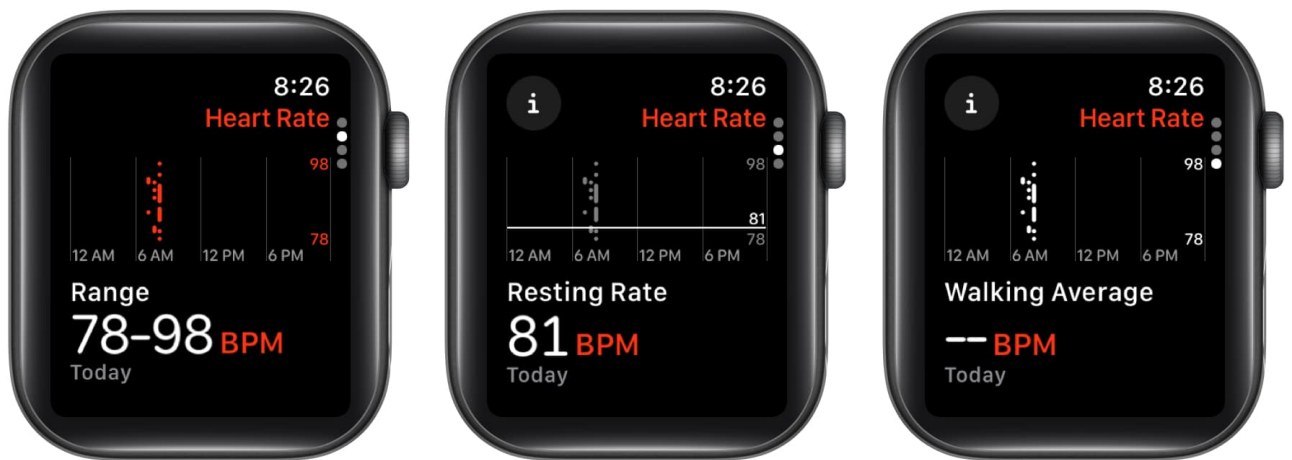 8:26
Heart Rate
98
78
12 AM 6 AM 12 PM 6 PM
Range
78-98 BPM
Today
i
8:26
Heart Rate
98
81
78
12 AM 6 AM 12 PM 6 PM
Resting Rate
81 BPM
Today
i
8:26
Heart Rate
98
78
12 AM 6 AM 12 PM 6 PM
Walking Average
-- BPM
Today